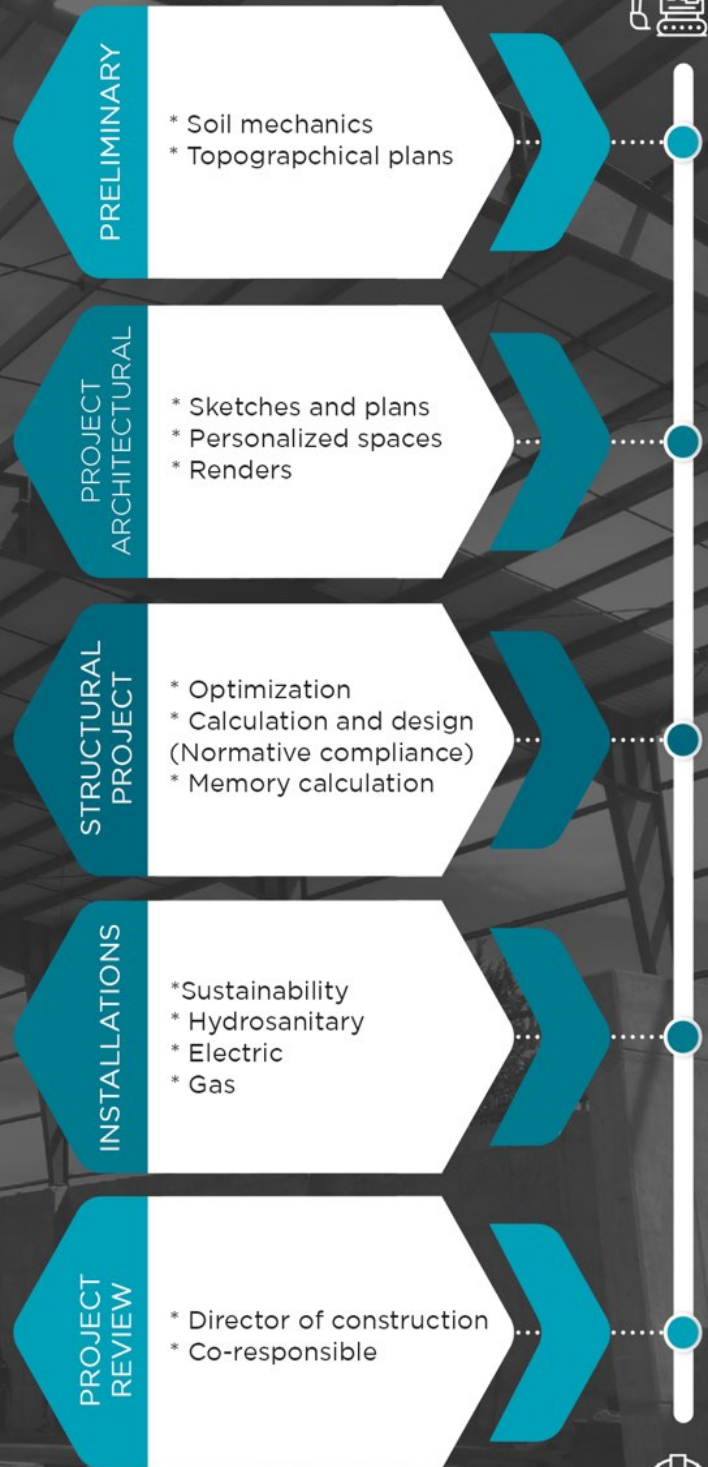 PRELIMINARY
* Soil mechanics
* Topograpchical plans
PROJECT
ARCHITECTURAL
* Sketches and plans
* Personalized spaces
* Renders
STRUCTURAL
PROJECT
* Optimization
* Calculation and design
(Normative compliance)
* Memory calculation
INSTALLATIONS
*Sustainability
* Hydrosanitary
* Electric
* Gas
PROJECT
REVIEW
* Director of construction
* Co-responsible